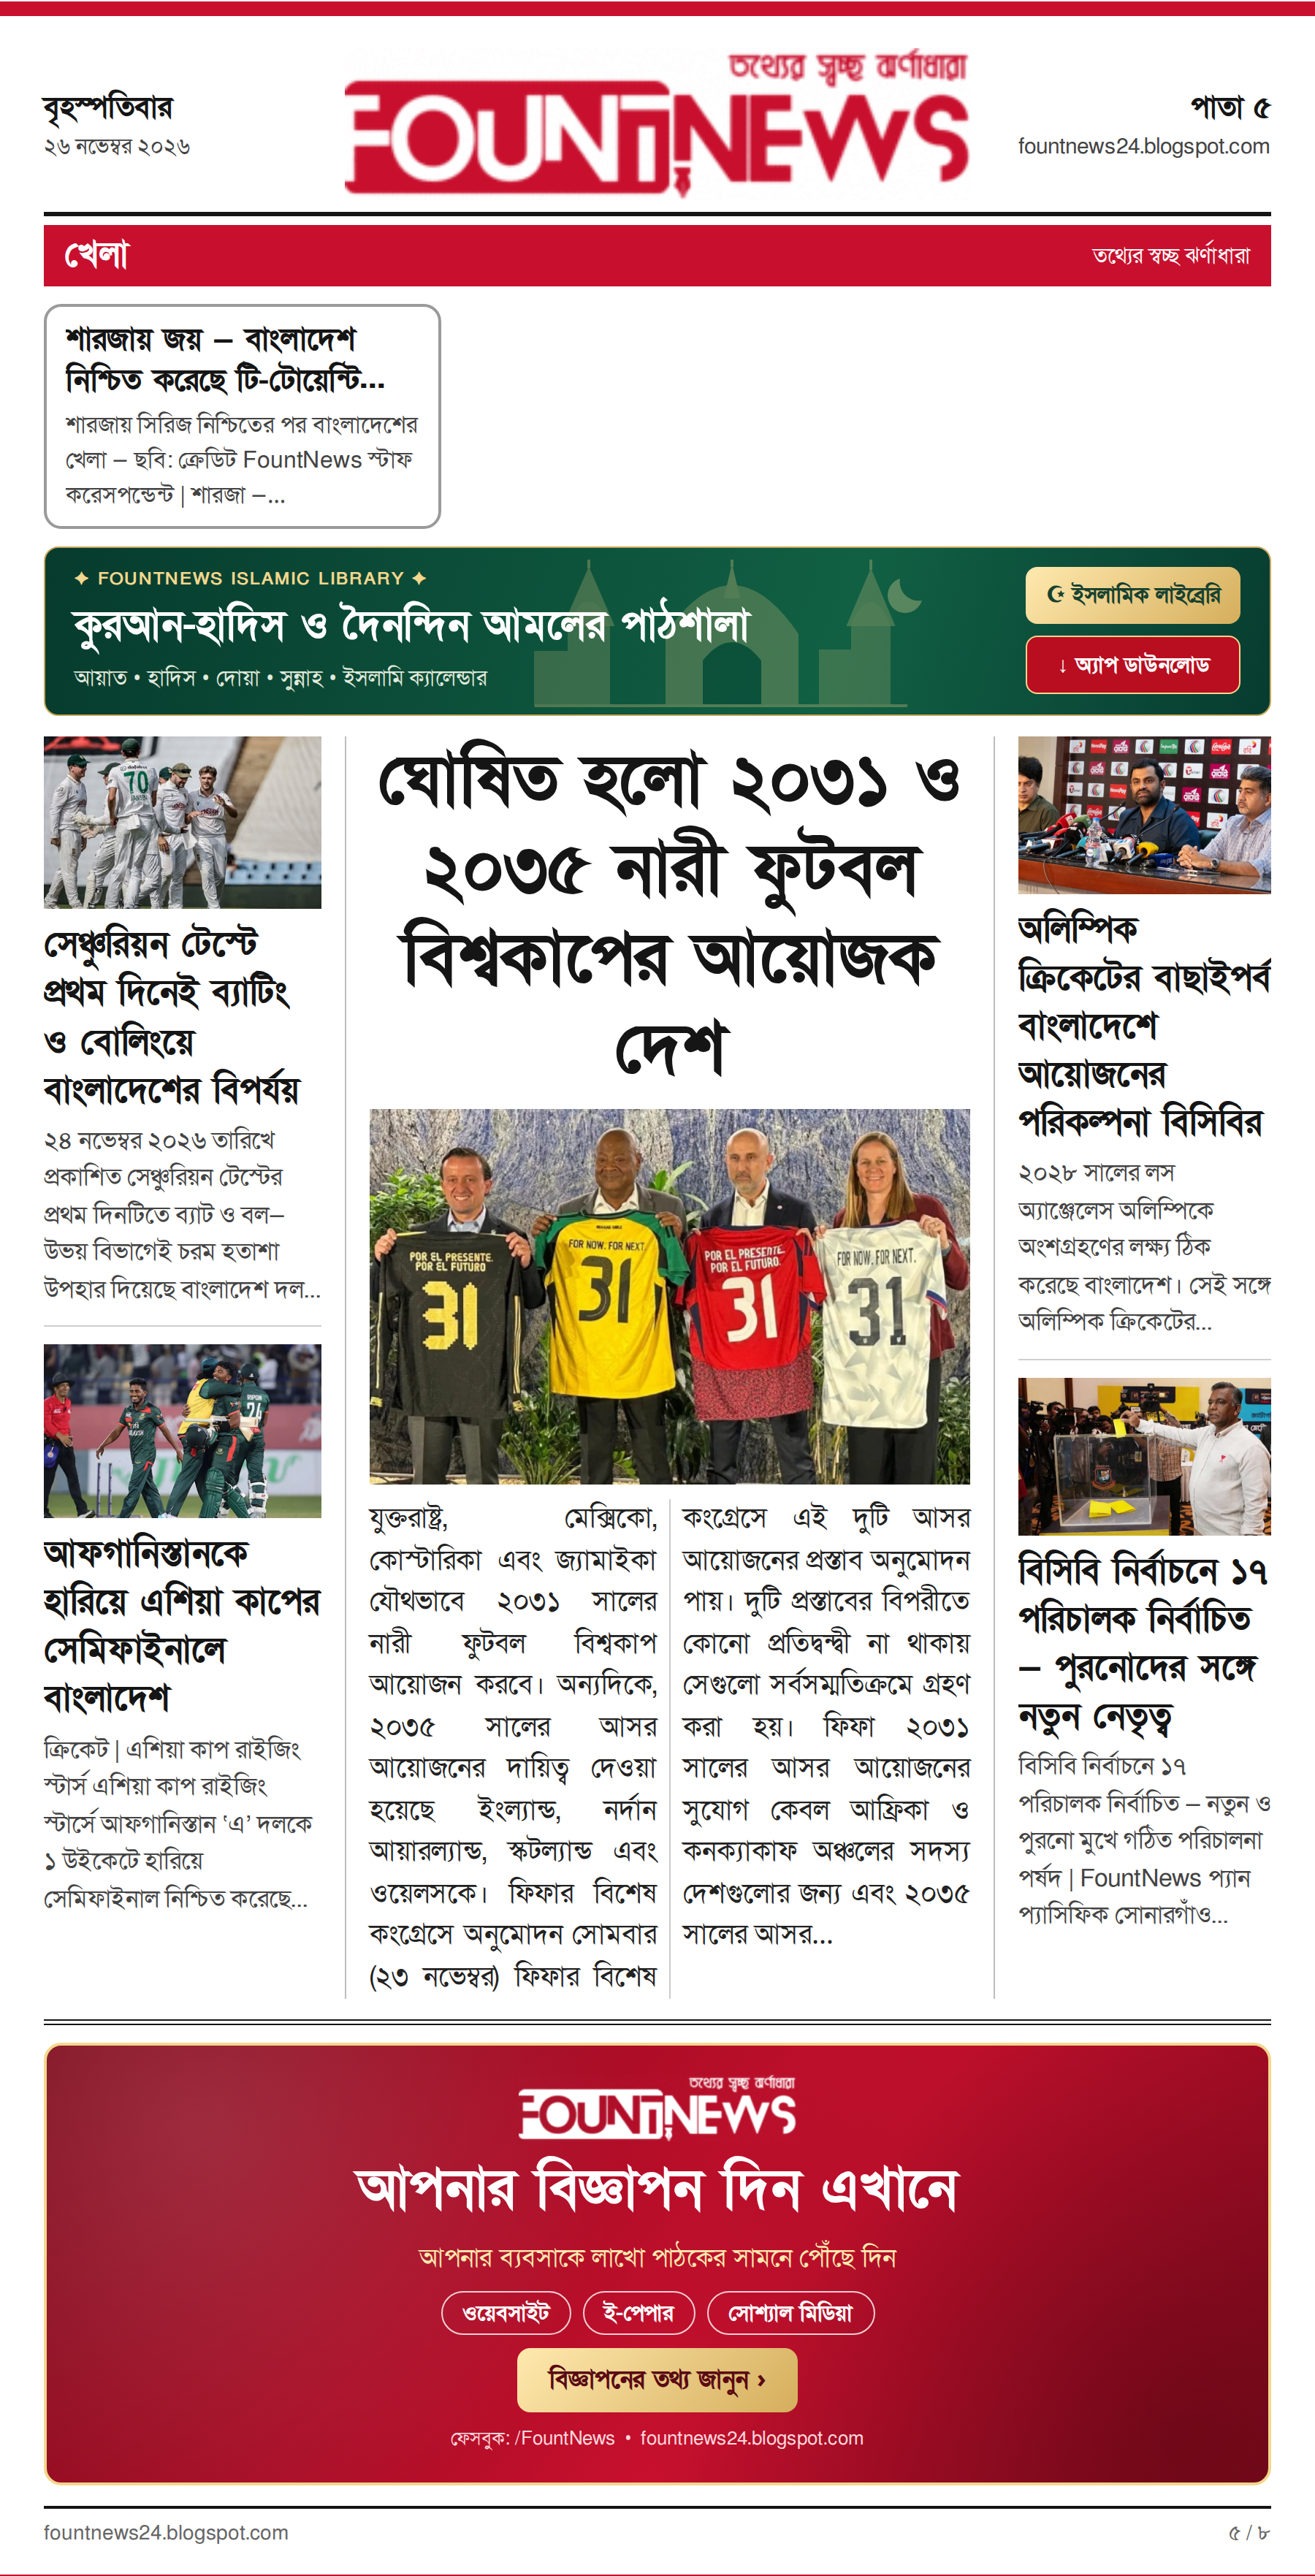 বৃহস্পতিবার
২৬ নভেম্বর ২০২৬
তথ্যের স্বচ্ছ ঝর্ণাধারা
FOUNTNEWS
পাতা ৫
fountnews24.blogspot.com
খেলা
তথ্যের স্বচ্ছ ঝর্ণাধারা
শারজায় জয় – বাংলাদেশ
নিশ্চিত করেছে টি-টোয়েন্টি...
শারজায় সিরিজ নিশ্চিতের পর বাংলাদেশের
খেলা – ছবি: ক্রেডিট FountNews স্টাফ
করেসপন্ডেন্ট | শারজা –...
✦ FOUNTNEWS ISLAMIC LIBRARY ✦
কুরআন-হাদিস ও দৈনন্দিন আমলের পাঠশালা
আয়াত • হাদিস • দোয়া • সুন্নাহ • ইসলামি ক্যালেন্ডার
☪ ইসলামিক লাইব্রেরি
↓ অ্যাপ ডাউনলোড
70
সেঞ্চুরিয়ন টেস্টে
প্রথম দিনেই ব্যাটিং
ও বোলিংয়ে
বাংলাদেশের বিপর্যয়
২৪ নভেম্বর ২০২৬ তারিখে
প্রকাশিত সেঞ্চুরিয়ন টেস্টের
প্রথম দিনটিতে ব্যাট ও বল–
উভয় বিভাগেই চরম হতাশা
উপহার দিয়েছে বাংলাদেশ দল...
আফগানিস্তানকে
হারিয়ে এশিয়া কাপের
সেমিফাইনালে
বাংলাদেশ
ক্রিকেট | এশিয়া কাপ রাইজিং
স্টার্স এশিয়া কাপ রাইজিং
স্টার্সে আফগানিস্তান ‘এ’ দলকে
১ উইকেটে হারিয়ে
সেমিফাইনাল নিশ্চিত করেছে...
ঘোষিত হলো ২০৩১ ও
২০৩৫ নারী ফুটবল
বিশ্বকাপের আয়োজক
দেশ
POR EL PRESENTE.
POR EL FUTURO
31
FOR NOW. FOR NEXT.
31
POR EL PRESENTE.
POR EL FUTURO.
31
FOR NOW. FOR NEXT.
31
যুক্তরাষ্ট্র, মেক্সিকো,
কোস্টারিকা এবং জ্যামাইকা
যৌথভাবে ২০৩১ সালের
নারী ফুটবল বিশ্বকাপ
আয়োজন করবে। অন্যদিকে,
২০৩৫ সালের আসর
আয়োজনের দায়িত্ব দেওয়া
হয়েছে ইংল্যান্ড, নর্দান
আয়ারল্যান্ড, স্কটল্যান্ড এবং
ওয়েলসকে। ফিফার বিশেষ
কংগ্রেসে অনুমোদন সোমবার
(২৩ নভেম্বর) ফিফার বিশেষ
কংগ্রেসে এই দুটি আসর
আয়োজনের প্রস্তাব অনুমোদন
পায়। দুটি প্রস্তাবের বিপরীতে
কোনো প্রতিদ্বন্দ্বী না থাকায়
সেগুলো সর্বসম্মতিক্রমে গ্রহণ
করা হয়। ফিফা ২০৩১
সালের আসর আয়োজনের
সুযোগ কেবল আফ্রিকা ও
কনক্যাকাফ অঞ্চলের সদস্য
দেশগুলোর জন্য এবং ২০৩৫
সালের আসর...
অলিম্পিক
ক্রিকেটের বাছাইপর্ব
বাংলাদেশে
আয়োজনের
পরিকল্পনা বিসিবির
২০২৮ সালের লস
অ্যাঞ্জেলেস অলিম্পিকে
অংশগ্রহণের লক্ষ্য ঠিক
করেছে বাংলাদেশ। সেই সঙ্গে
অলিম্পিক ক্রিকেটের...
বিসিবি নির্বাচনে ১৭
পরিচালক নির্বাচিত
– পুরনোদের সঙ্গে
নতুন নেতৃত্ব
বিসিবি নির্বাচনে ১৭
পরিচালক নির্বাচিত – নতুন ও
পুরনো মুখে গঠিত পরিচালনা
পর্ষদ | FountNews প্যান
প্যাসিফিক সোনারগাঁও...
তথ্যের স্বচ্ছ ঝর্ণাধারা
FOUNTNEWS
আপনার বিজ্ঞাপন দিন এখানে
আপনার ব্যবসাকে লাখো পাঠকের সামনে পৌঁছে দিন
ওয়েবসাইট
ই-পেপার
সোশ্যাল মিডিয়া
বিজ্ঞাপনের তথ্য জানুন ›
ফেসবুক: /FountNews • fountnews24.blogspot.com
fountnews24.blogspot.com
৫ / ৮